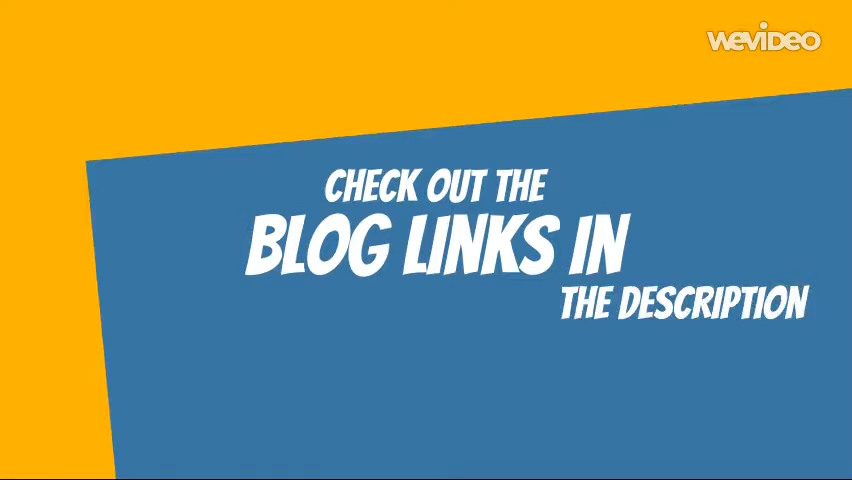 WEVIDEO
CHECK OUT THE
BLOG LINKS IN
THE DESCRIPTION